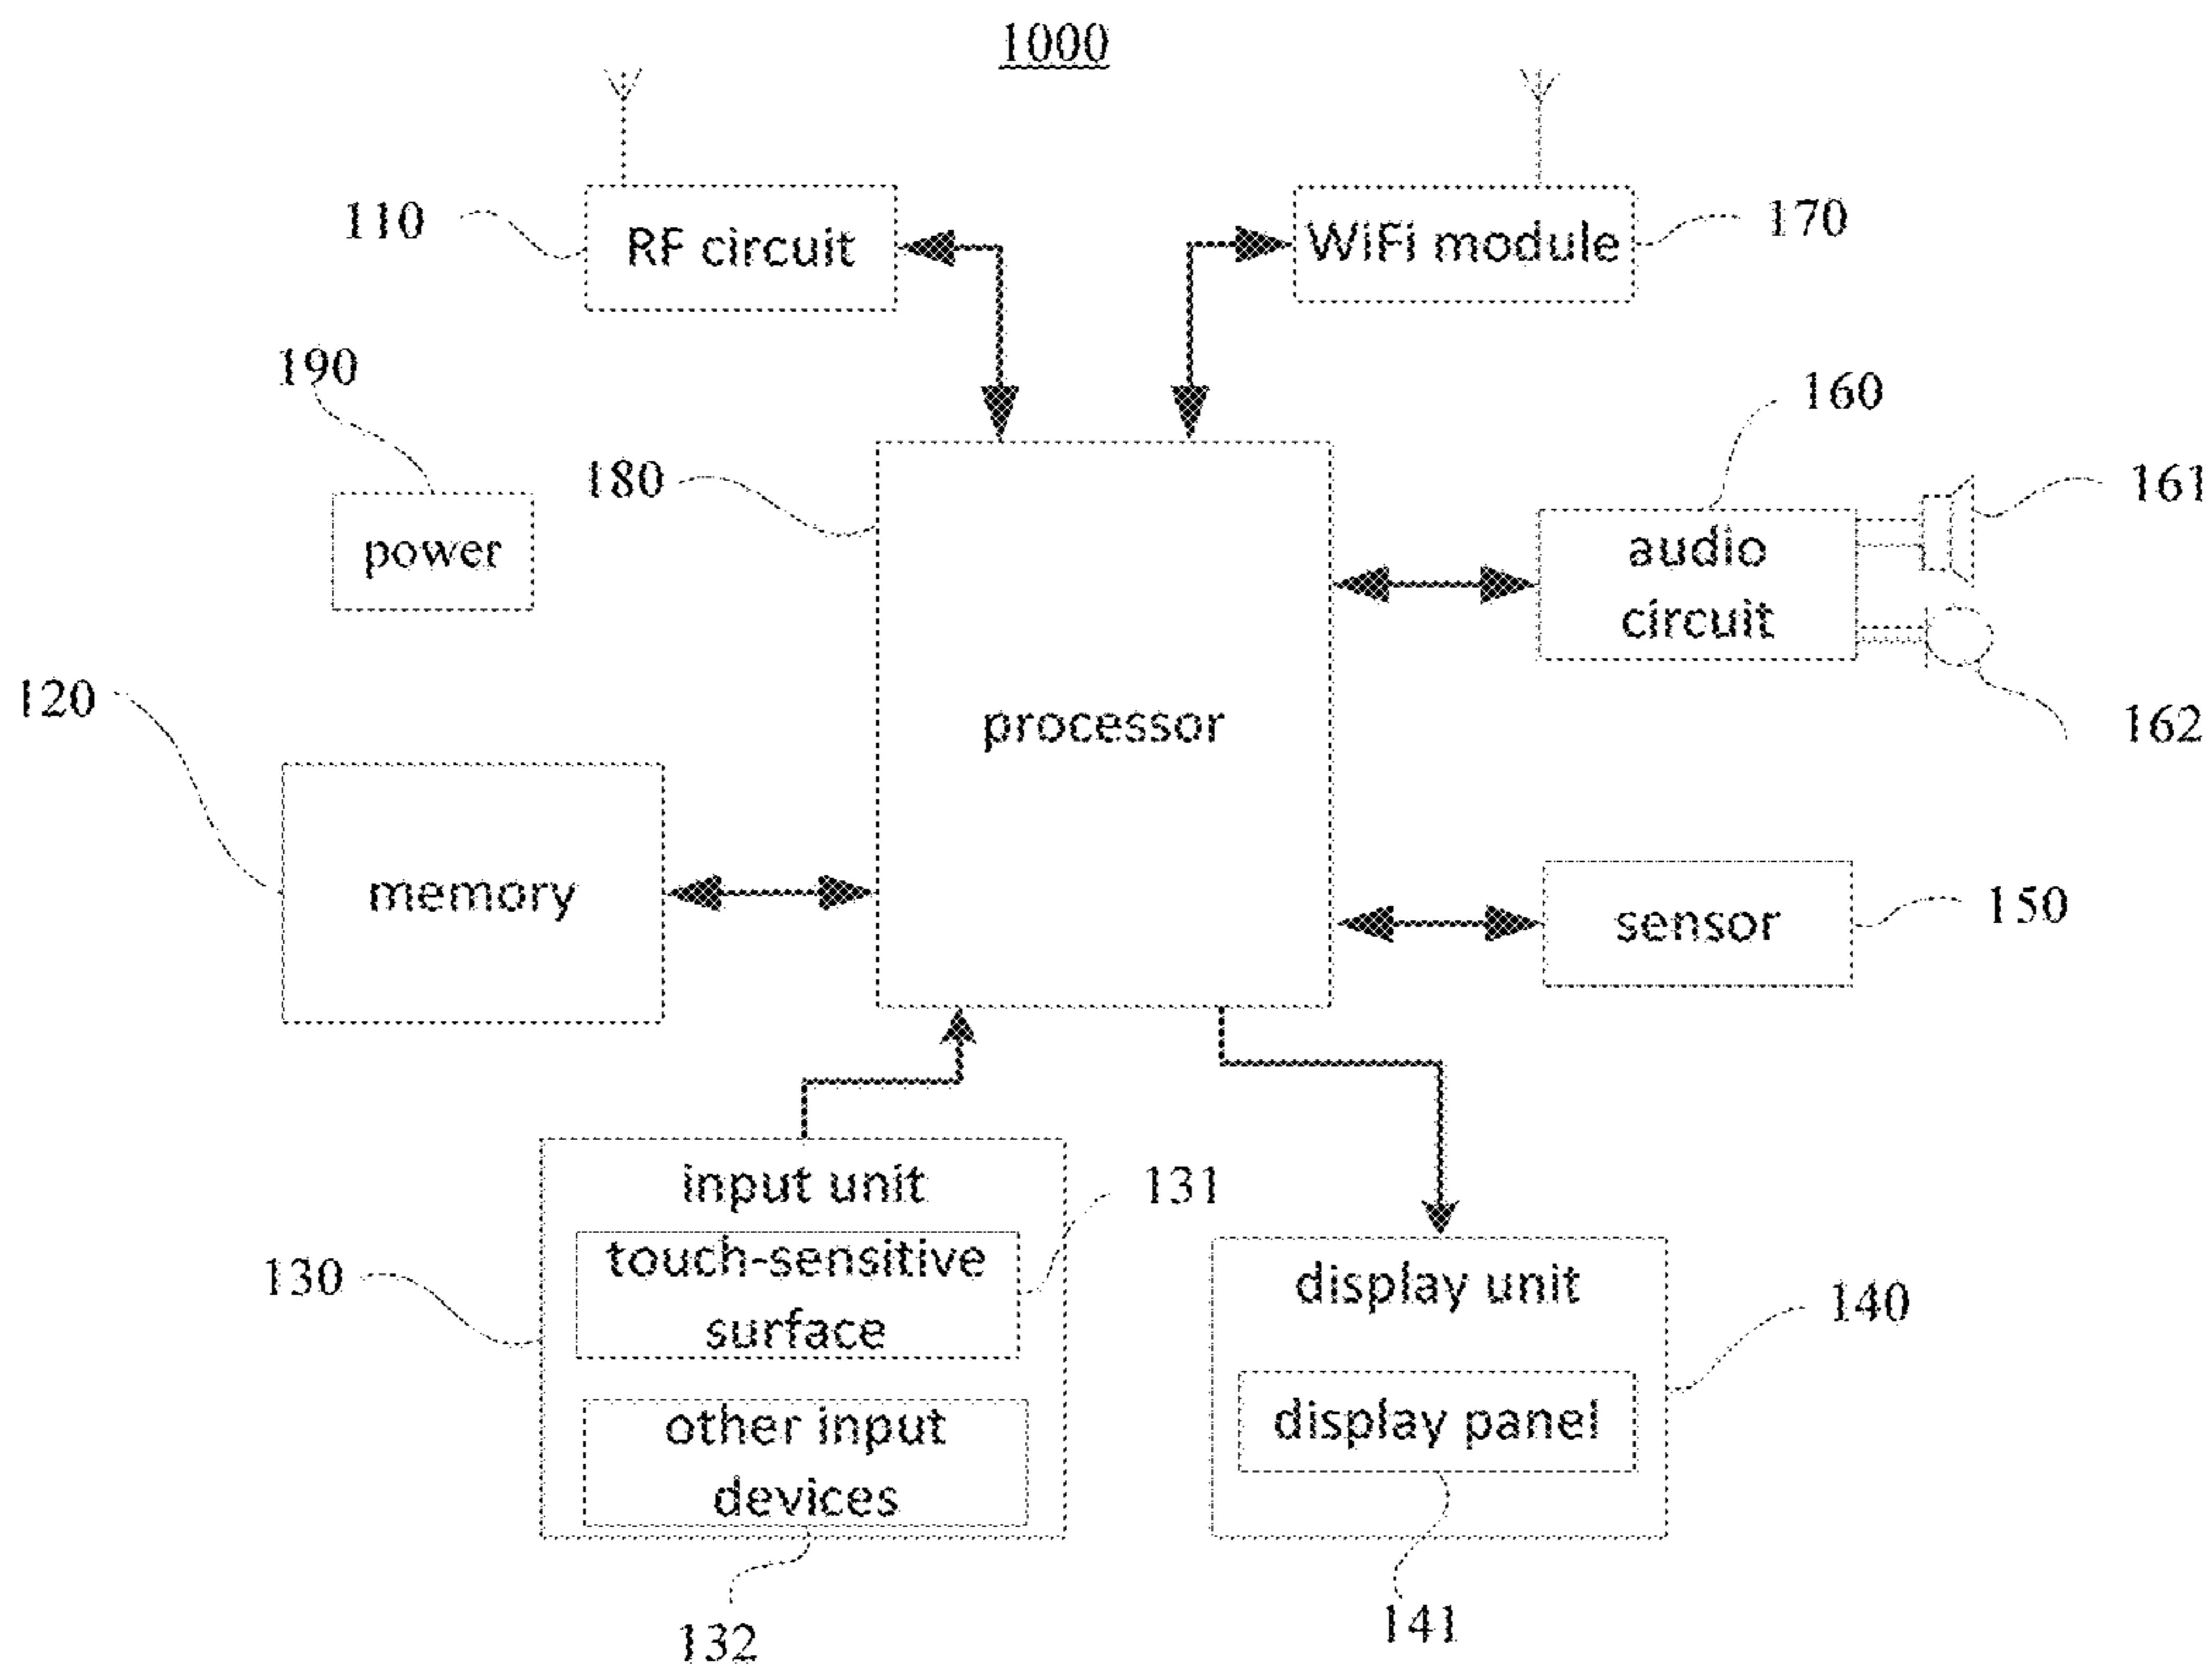 1000
110
RF circuit
WiFi module
170
190
160
180
161
power
audio
circuit
120
processor
162
memory
sensor
150
input unit
131
touch-sensitive
surface
130
display unit
140
other input
devices
display panel
132
141